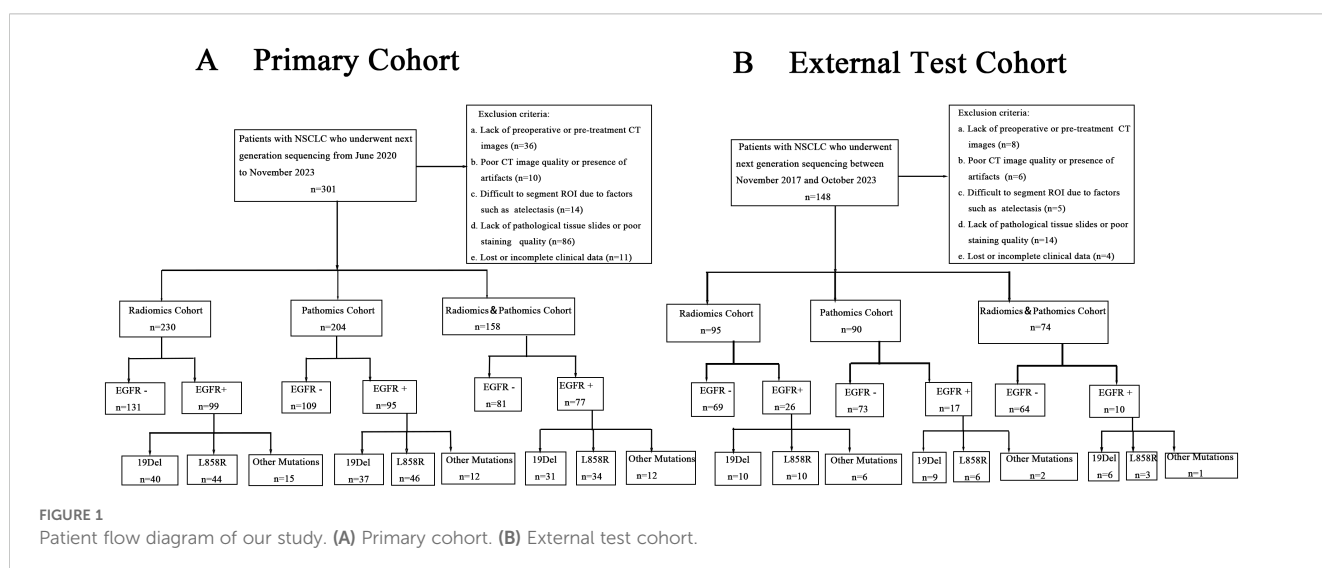 A Primary Cohort
Patients with NSCLC who underwent next
generation sequencing from June 2020
to November 2023
n=301
Exclusion criteria:
a. Lack of preoperative or pre-treatment CT
images (n=36)
b. Poor CT image quality or presence of
artifacts (n=10)
c. Difficult to segment ROI due to factors
such as atelectasis (n=14)
d. Lack of pathological tissue slides or poor
staining quality (n=86)
e. Lost or incomplete clinical data (n=11)
Radiomics Cohort
n=230
Pathomics Cohort
n=204
Radiomics & Pathomics Cohort
n=158
EGFR -
n=131
EGFR+
n=99
EGFR -
n=109
EGFR +
n=95
EGFR -
n=81
EGFR +
n=77
19Del
n=40
L858R
n=44
Other Mutations
n=15
19Del
n=37
L858R
n=46
Other Mutations
n=12
19Del
n=31
L858R
n=34
Other Mutations
n=12
B External Test Cohort
Patients with NSCLC who underwent
next generation sequencing between
November 2017 and October 2023
n=148
Exclusion criteria:
a. Lack of preoperative or pre-treatment CT
images (n=8)
b. Poor CT image quality or presence of
artifacts (n=6)
c. Difficult to segment ROI due to factors
such as atelectasis (n=5)
d. Lack of pathological tissue slides or poor
staining quality (n=14)
e. Lost or incomplete clinical data (n=4)
Radiomics Cohort
n=95
Pathomics Cohort
n=90
Radiomics & Pathomics Cohort
n=74
EGFR -
n=69
EGFR+
n=26
EGFR -
n=73
EGFR +
n=17
EGFR -
n=64
EGFR +
n=10
19Del
n=10
L858R
n=10
Other Mutations
n=6
19Del
n=9
L858R
n=6
Other Mutations
n=2
19Del
n=6
L858R
n=3
Other Mutations
n=1
FIGURE 1
Patient flow diagram of our study. (A) Primary cohort. (B) External test cohort.